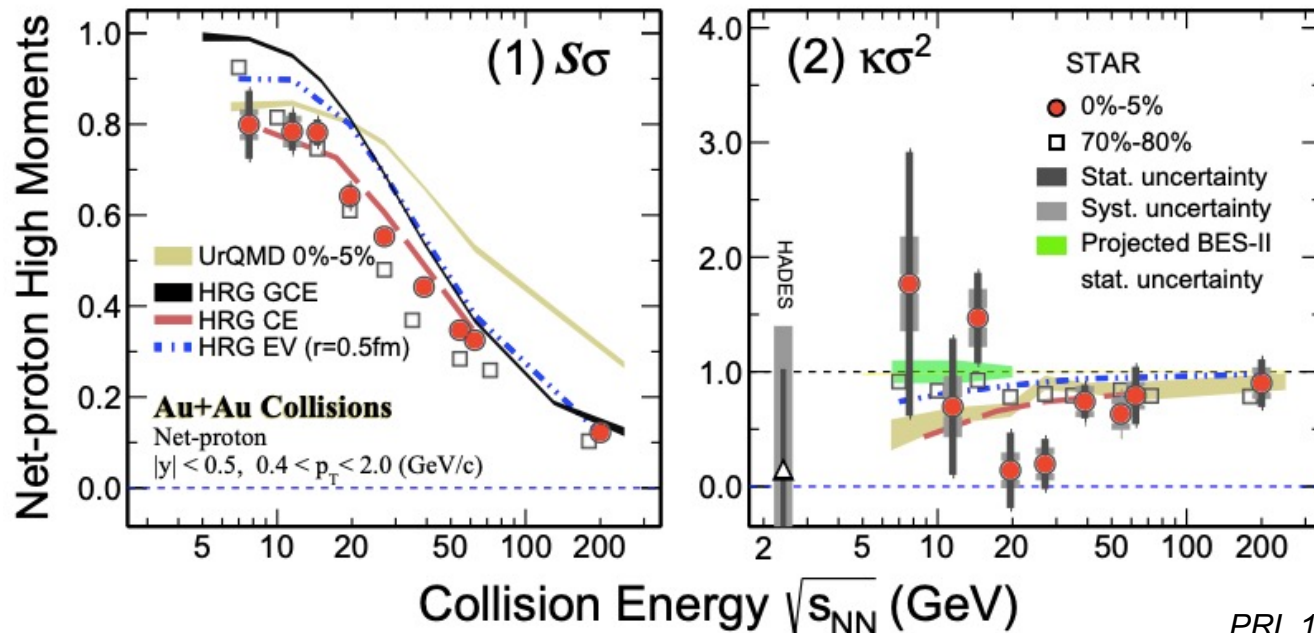 Net-proton High Moments
(1) Sσ
1.0
0.8
0.6
0.4
0.2
0.0
UrQMD 0%-5%
HRG GCE
HRG CE
HRG EV (r=0.5fm)
Au+Au Collisions
Net-proton
|y| < 0.5, 0.4 < p_T < 2.0 (GeV/c)
5 10 20 50 100 200
(2) κσ²
4.0
3.0
2.0
1.0
0.0
STAR
0%-5%
70%-80%
Stat. uncertainty
Syst. uncertainty
Projected BES-II
stat. uncertainty
HADES
2 5 10 20 50 100 200
Collision Energy √s_NN (GeV)
PRL 1